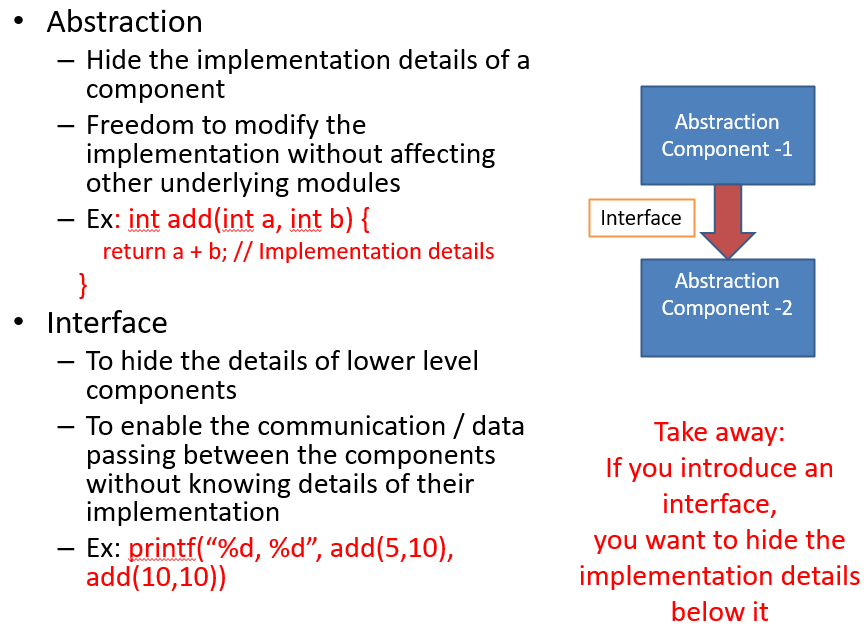 • Abstraction
– Hide the implementation details of a
component
– Freedom to modify the
implementation without affecting
other underlying modules
– Ex: int add(int a, int b) {
return a + b; // Implementation details
}
• Interface
– To hide the details of lower level
components
– To enable the communication / data
passing between the components
without knowing details of their
implementation
– Ex: printf(“%d, %d”, add(5,10),
add(10,10))
Abstraction
Component -1
Interface
Abstraction
Component -2
Take away:
If you introduce an
interface,
you want to hide the
implementation details
below it